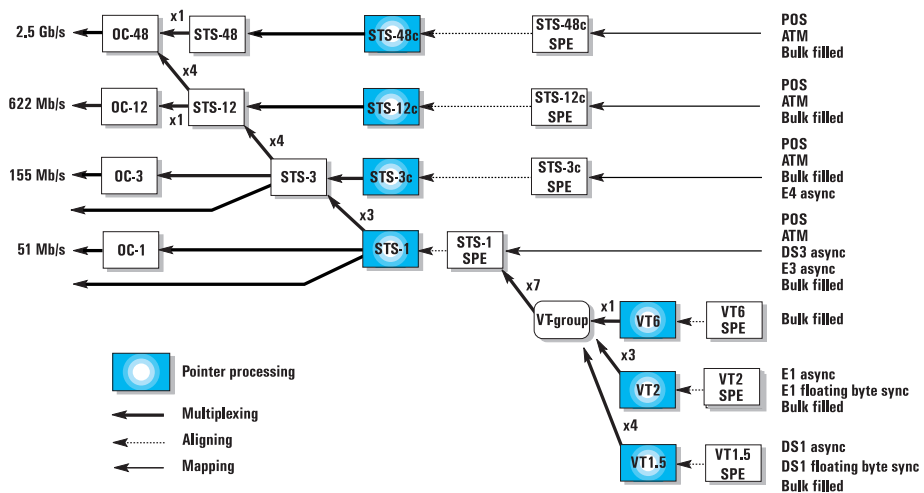 2,5 Gb/s
OC-48
x1
STS-48
STS-48c
STS-48c
SPE
POS
ATM
Bulk filled
x4
622 Mb/s
OC-12
x1
STS-12
STS-12c
STS-12c
SPE
POS
ATM
Bulk filled
x4
155 Mb/s
OC-3
STS-3
STS-3c
STS-3c
SPE
POS
ATM
Bulk filled
E4 async
x3
51 Mb/s
OC-1
STS-1
STS-1
SPE
POS
ATM
DS3 async
E3 async
Bulk filled
x7
VT-group
x1
VT6
VT6
SPE
Bulk filled
x3
VT2
VT2
SPE
E1 async
E1 floating byte sync
Bulk filled
x4
VT1.5
VT1.5
SPE
DS1 async
DS1 floating byte sync
Bulk filled
Pointer processing
Multiplexing
Aligning
Mapping